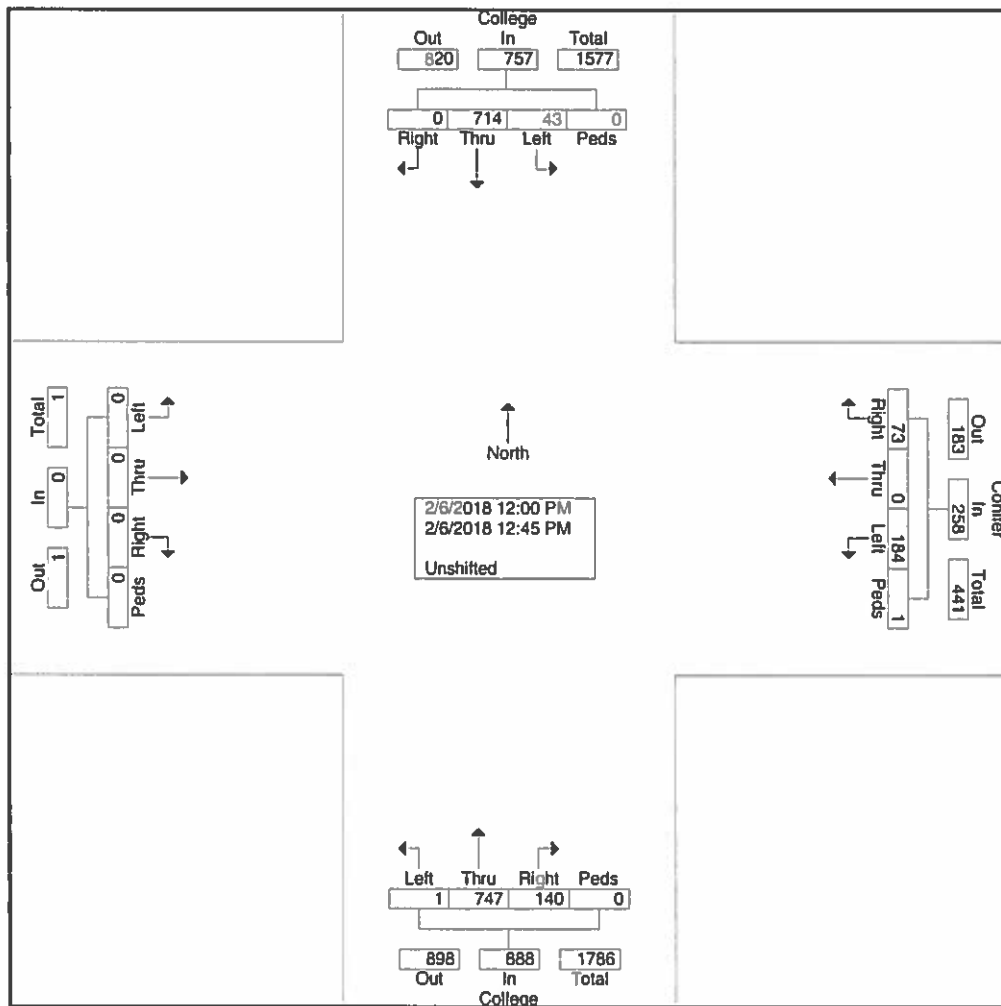 College
Out In Total
820 757 1577
0 714 43 0
Right Thru Left Peds
Total In Out
1 0 1
0 0 0 0
Left Thru Right Peds
North
2/6/2018 12:00 PM
2/6/2018 12:45 PM
Unshifted
Conifer
Out In Total
183 258 441
73 0 184 1
Right Thru Left Peds
Left Thru Right Peds
1 747 140 0
898 888 1786
Out In Total
College